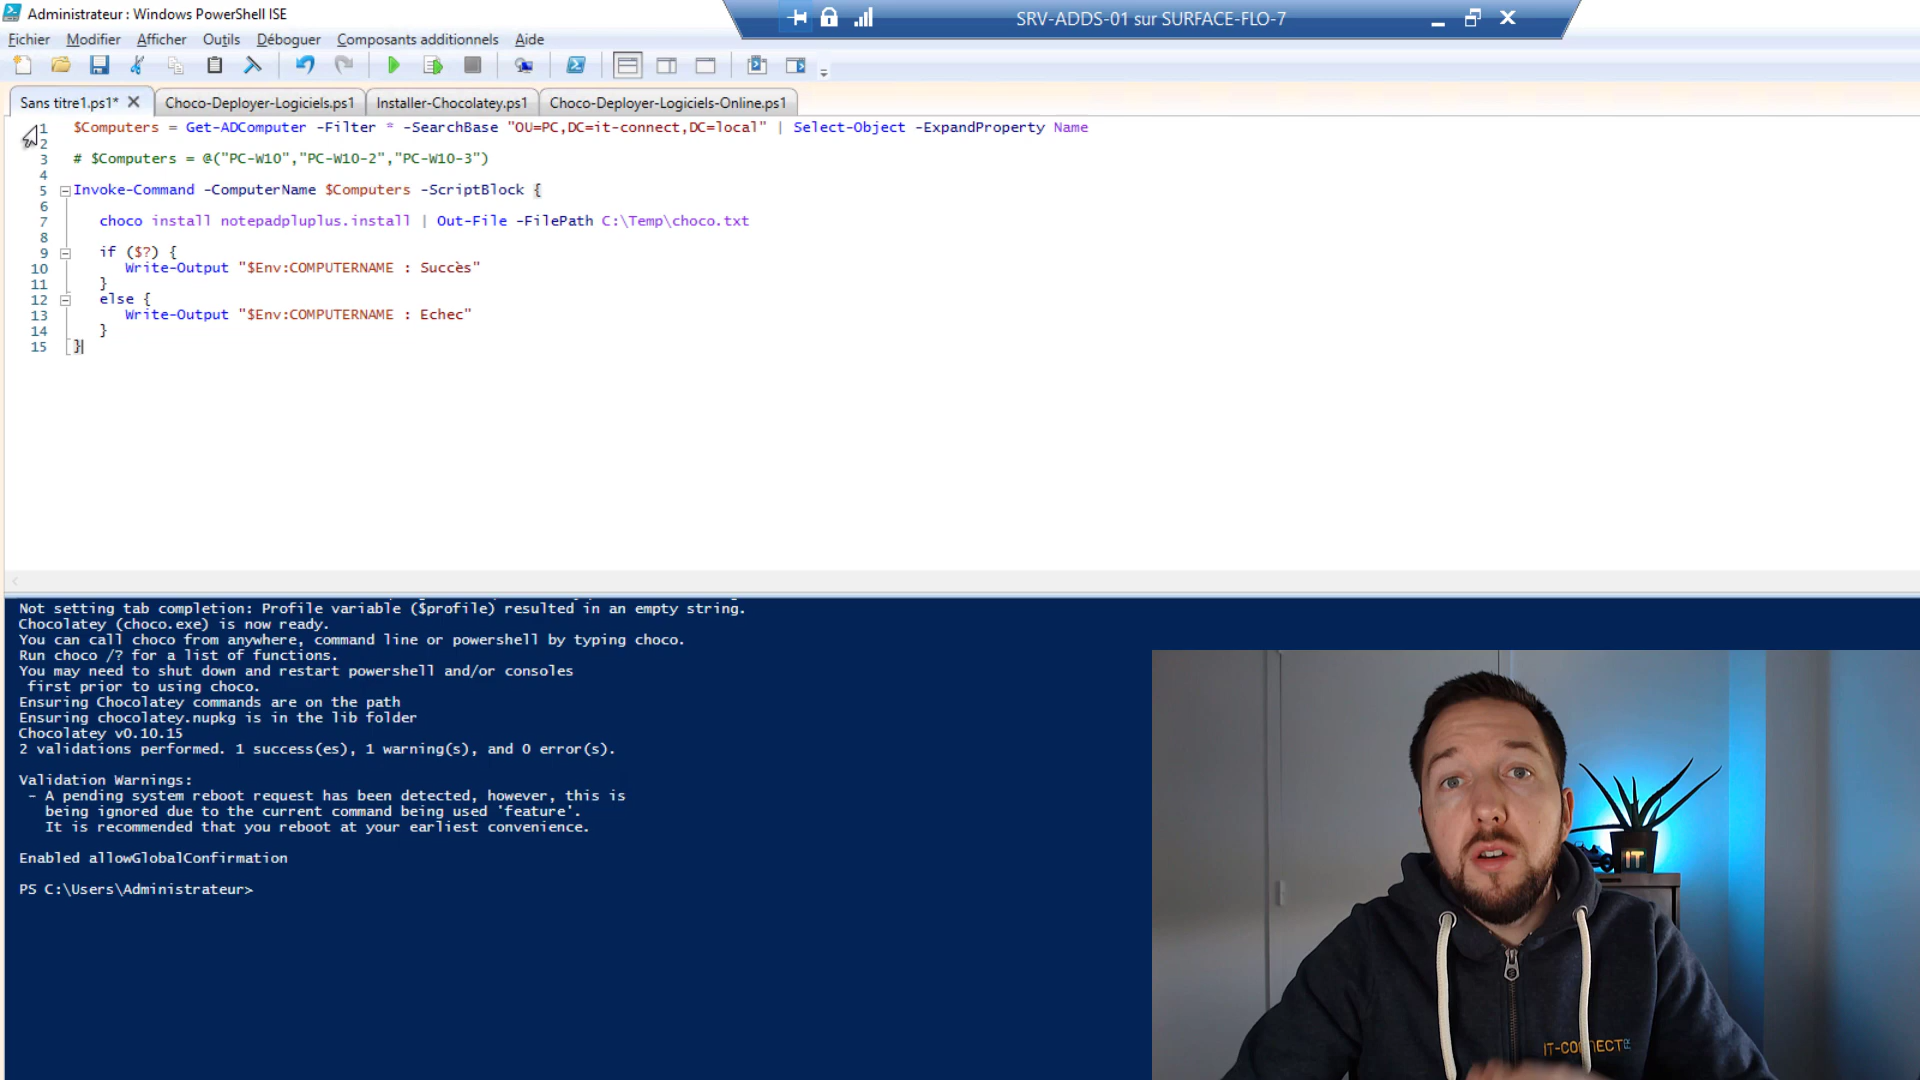 Administrateur : Windows PowerShell ISE
SRV-ADDS-01 sur SURFACE-FLO-7
Fichier Modifier Afficher Outils Déboguer Composants additionnels Aide
Sans titre1.ps1* Choco-Deployer-Logiciels.ps1 Installer-Chocolatey.ps1 Choco-Deployer-Logiciels-Online.ps1
1 $Computers = Get-ADComputer -Filter * -SearchBase "OU=PC,DC=it-connect,DC=local" | Select-Object -ExpandProperty Name
2
3 # $Computers = @("PC-W10","PC-W10-2","PC-W10-3")
4
5 Invoke-Command -ComputerName $Computers -ScriptBlock {
6
7 choco install notepadpluplus.install | Out-File -FilePath C:\Temp\choco.txt
8
9 if ($?) {
10 Write-Output "$Env:COMPUTERNAME : Succès"
11 }
12 else {
13 Write-Output "$Env:COMPUTERNAME : Echec"
14 }
15 }
Not setting tab completion: Profile variable ($profile) resulted in an empty string.
Chocolatey (choco.exe) is now ready.
You can call choco from anywhere, command line or powershell by typing choco.
Run choco /? for a list of functions.
You may need to shut down and restart powershell and/or consoles
first prior to using choco.
Ensuring Chocolatey commands are on the path
Ensuring chocolatey.nupkg is in the lib folder
Chocolatey v0.10.15
2 validations performed. 1 success(es), 1 warning(s), and 0 error(s).
Validation Warnings:
- A pending system reboot request has been detected, however, this is
being ignored due to the current command being used 'feature'.
It is recommended that you reboot at your earliest convenience.
Enabled allowGlobalConfirmation
PS C:\Users\Administrateur>
IT
IT-CONNECT